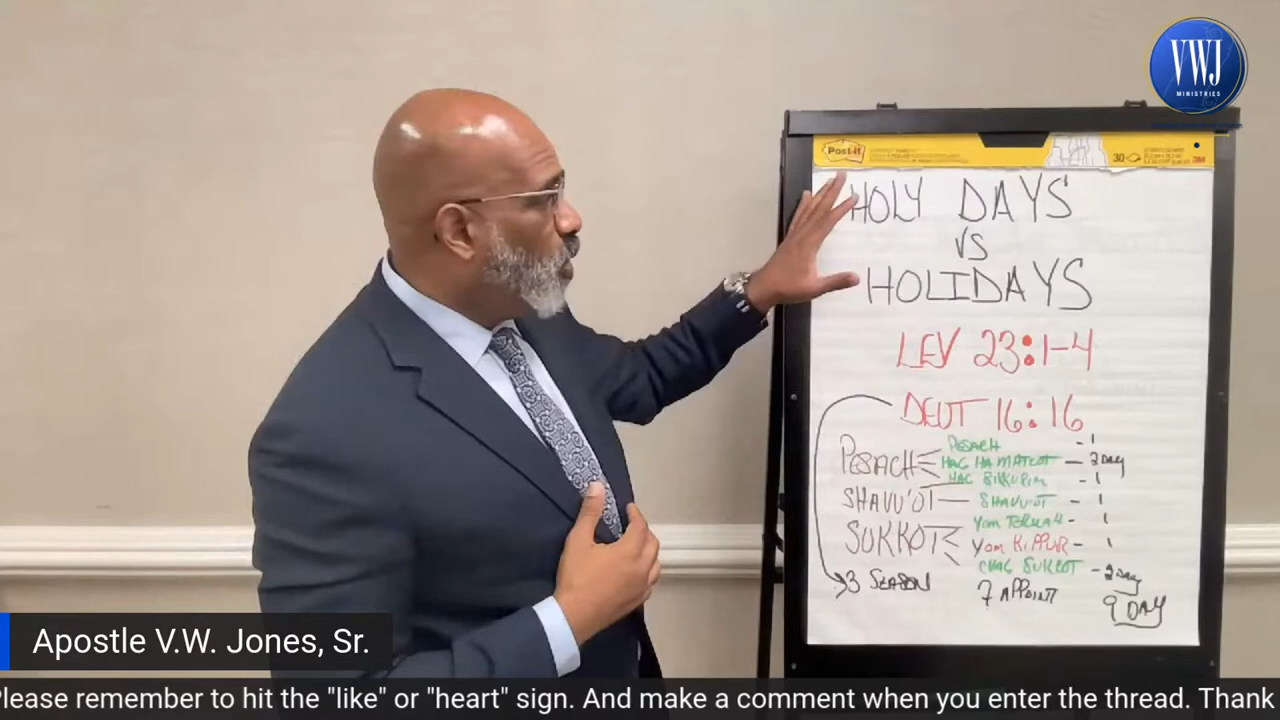 VWJ
MINISTRIES
Post-it
30
3M
HOLY DAYS
VS
HOLIDAYS
LEV 23:1-4
DEUT 16:16
PESACH
PESACH - 1
HAG HA MATZOT - 2 DAY
HAG BIKKURIM - 1
SHAVU'OT - SHAVU'OT - 1
SUKKOT
YOM TERUAH - 1
YOM KIPPUR - 1
CHAG SUKKOT - 2 DAY
3 SEASON 7 APPOINT 9 DAY
Apostle V.W. Jones, Sr.
Please remember to hit the "like" or "heart" sign. And make a comment when you enter the thread. Thank